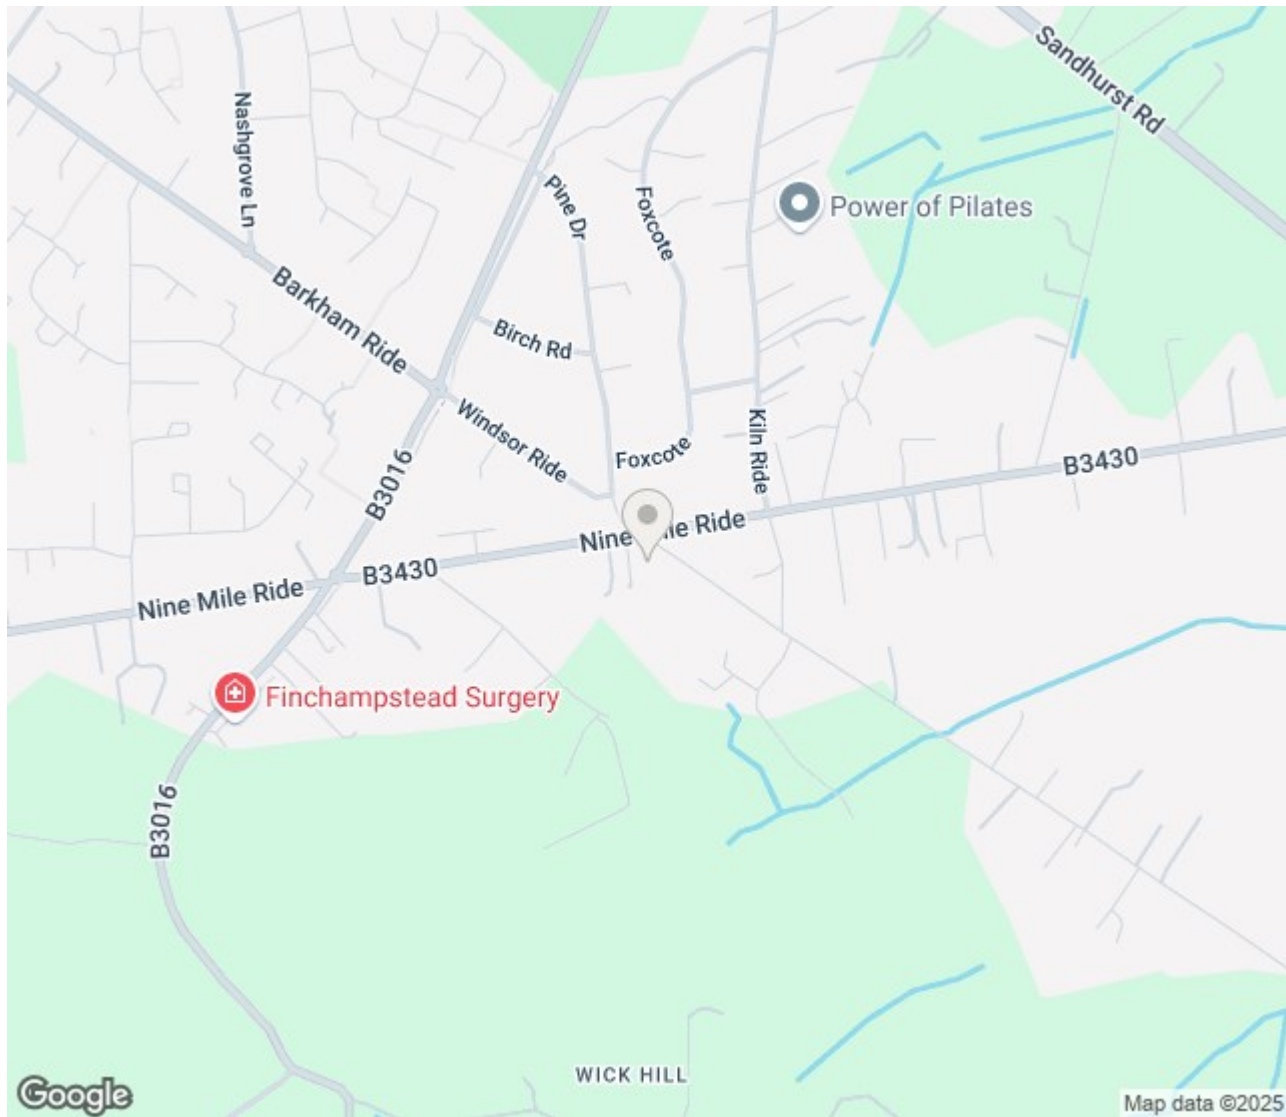 Sandhurst Rd
Nashgrove Ln
Pine Dr
Foxcote
Power of Pilates
Barkham Ride
Birch Rd
Windsor Ride
Foxcote
Kiln Ride
B3016
B3430
Nine Mile Ride
B3430
Nine Mile Ride
Finchampstead Surgery
B3016
WICK HILL
Google
Map data ©2025